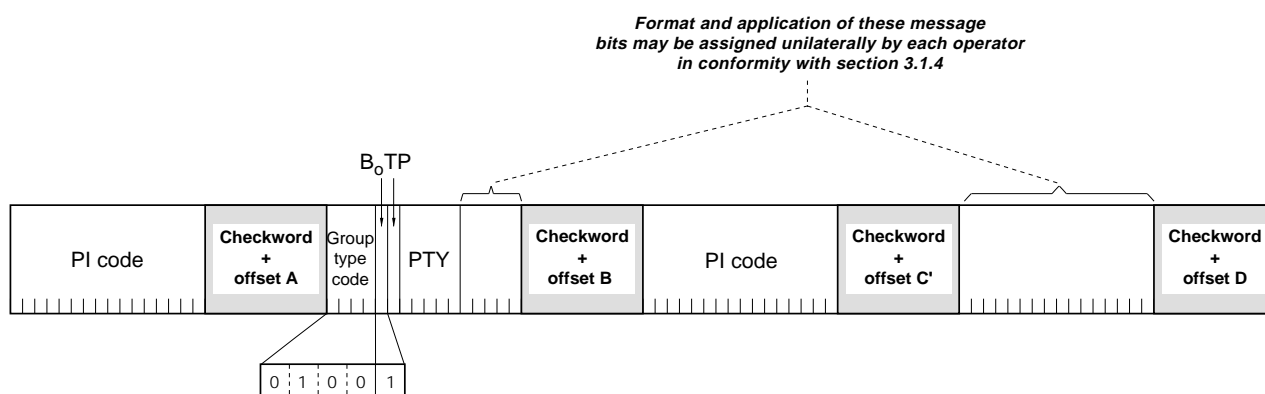 Format and application of these message
bits may be assigned unilaterally by each operator
in conformity with section 3.1.4
BoTP
PI code
Checkword
+
offset A
Group
type
code
PTY
Checkword
+
offset B
PI code
Checkword
+
offset C'
Checkword
+
offset D
0 1 0 0 1